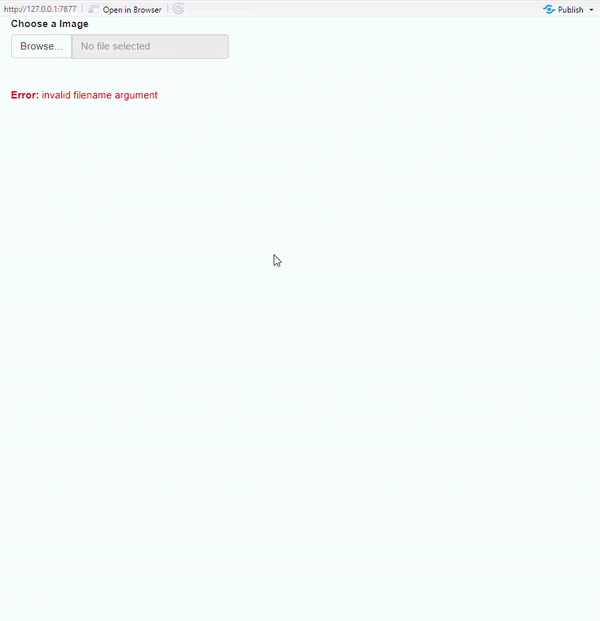 http://127.0.0.1:7877 Open in Browser Publish
Choose a Image
Browse... No file selected
Error: invalid filename argument